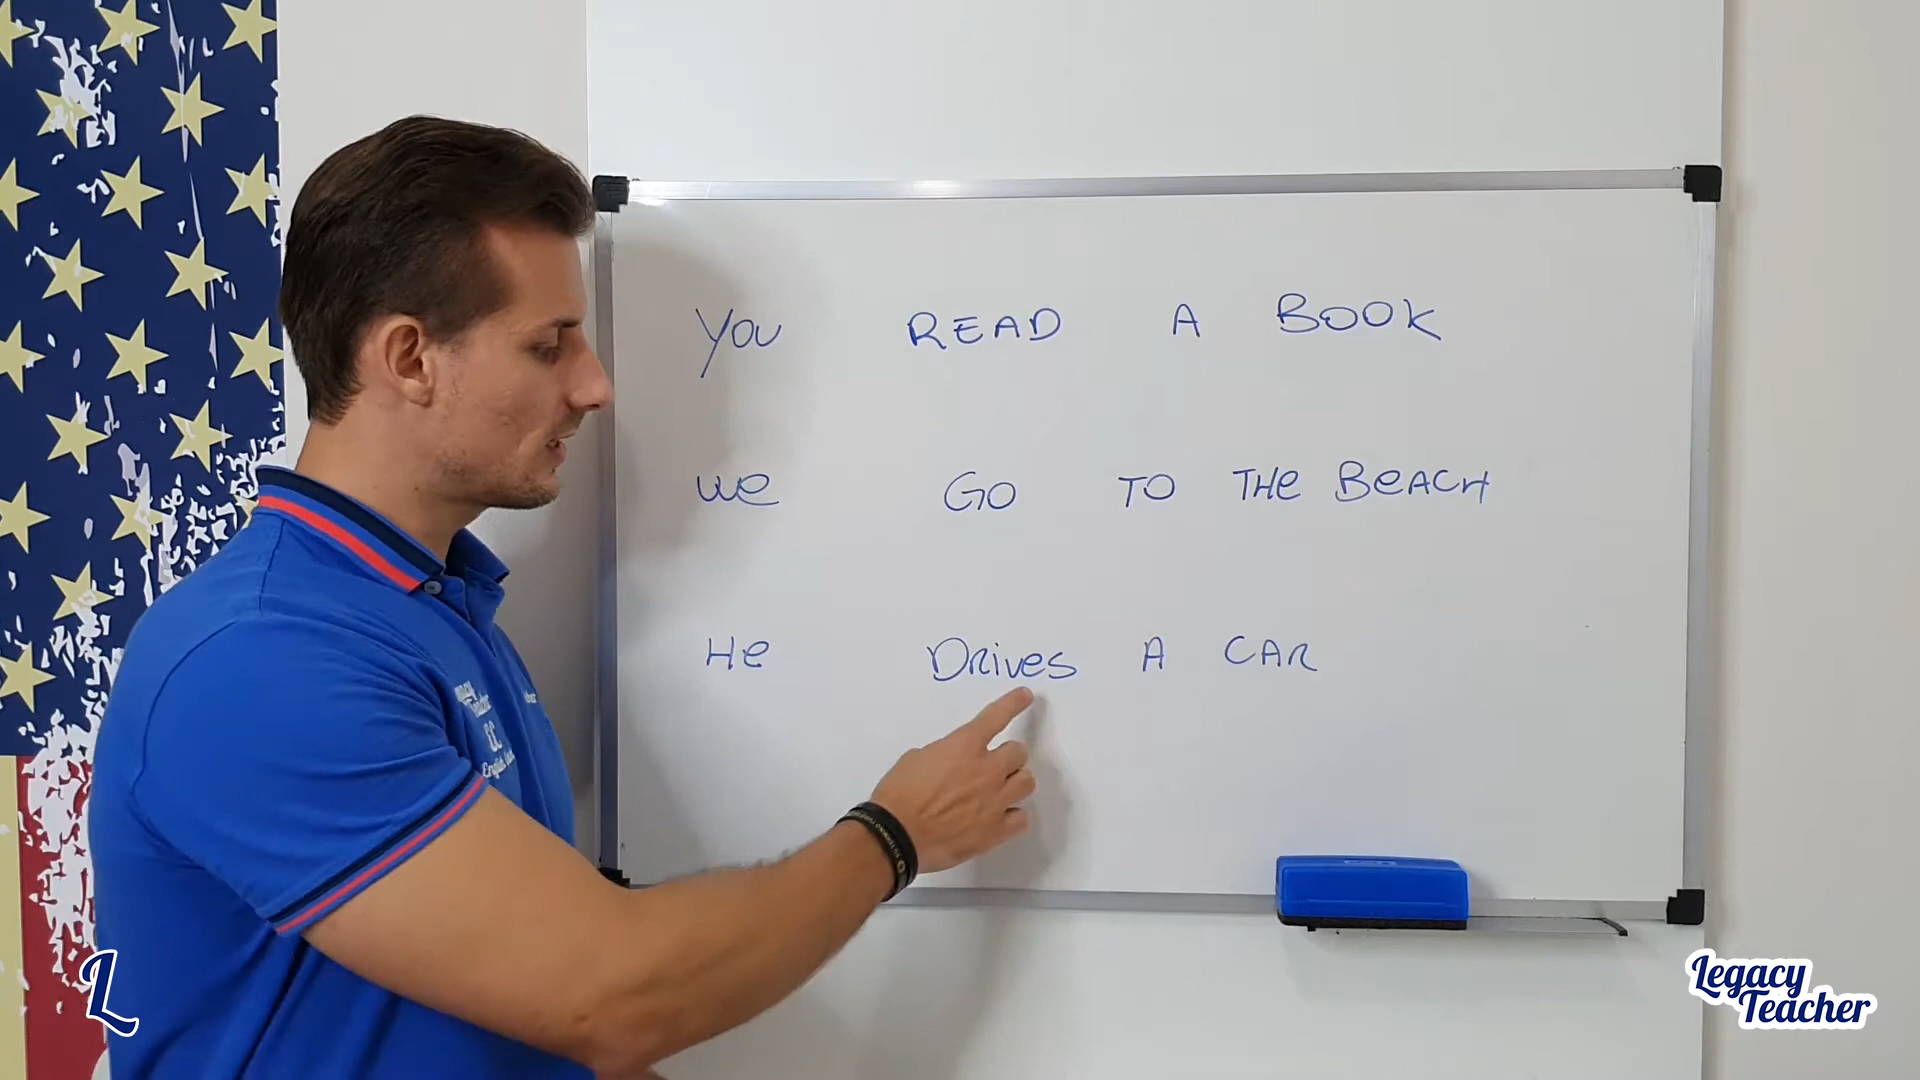 You READ A BOOK
we GO TO THe BeACH
He Drives A CAR
L
Legacy
Teacher